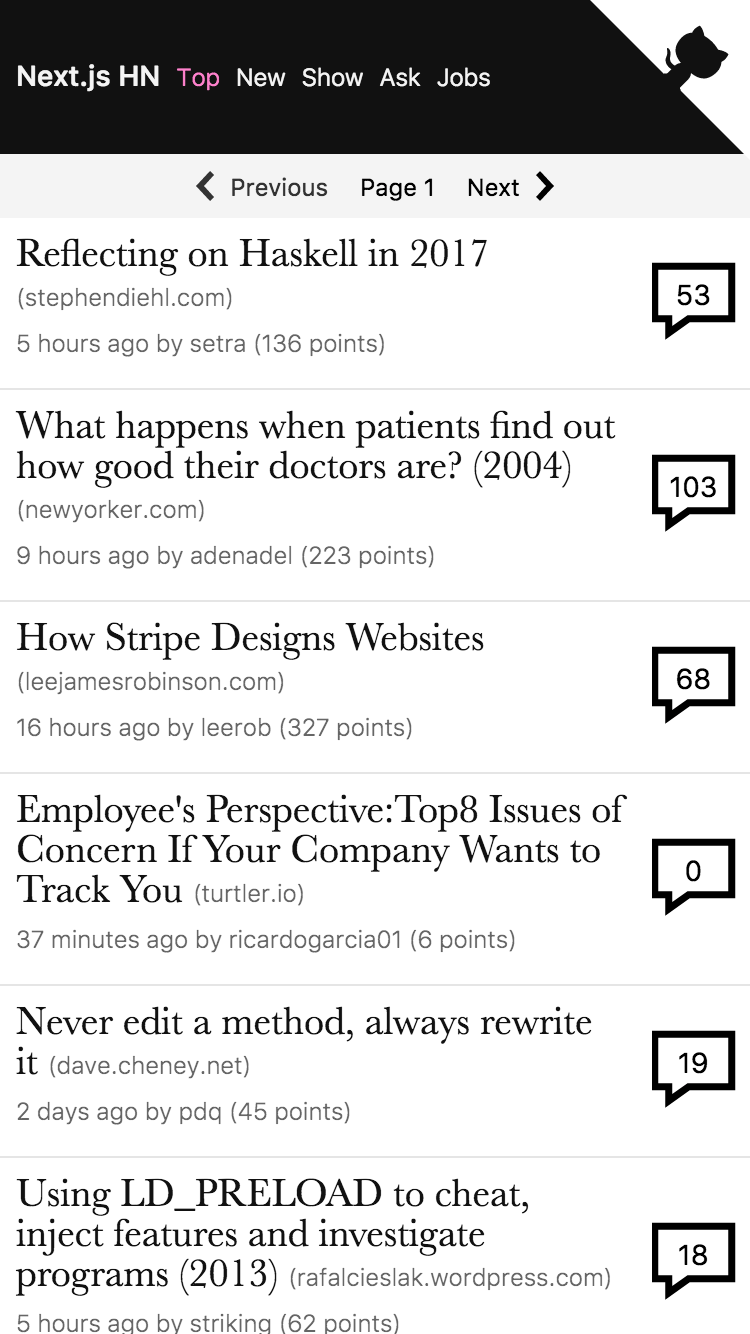 Next.js HN Top New Show Ask Jobs
Previous Page 1 Next
Reflecting on Haskell in 2017
(stephendiehl.com)
53
5 hours ago by setra (136 points)
What happens when patients find out
how good their doctors are? (2004)
103
(newyorker.com)
9 hours ago by adenadel (223 points)
How Stripe Designs Websites
(leejamesrobinson.com)
68
16 hours ago by leerob (327 points)
Employee's Perspective:Top8 Issues of
Concern If Your Company Wants to
0
Track You (turtler.io)
37 minutes ago by ricardogarcia01 (6 points)
Never edit a method, always rewrite
it (dave.cheney.net)
19
2 days ago by pdq (45 points)
Using LD_PRELOAD to cheat,
inject features and investigate
18
programs (2013) (rafalcieslak.wordpress.com)
5 hours ago by striking (62 points)